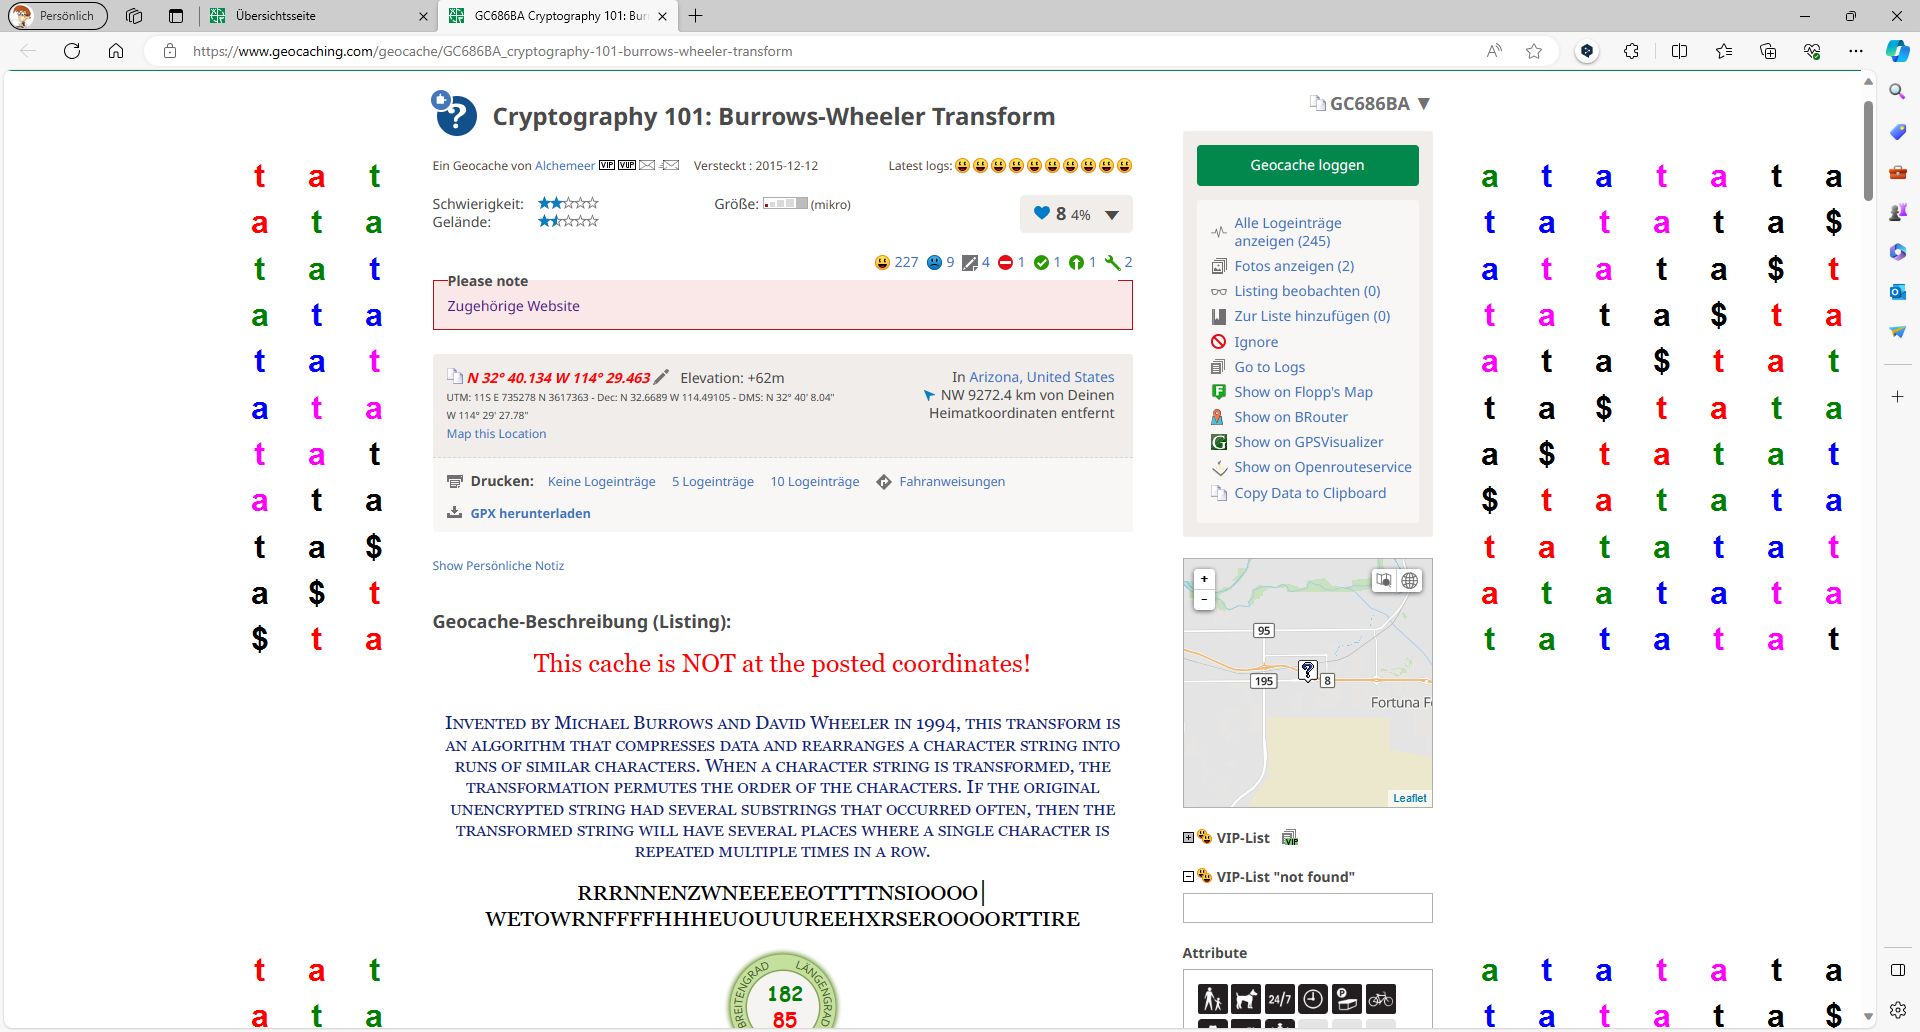 Persönlich
Übersichtsseite
GC686BA Cryptography 101: Bur
https://www.geocaching.com/geocache/GC686BA_cryptography-101-burrows-wheeler-transform
Cryptography 101: Burrows-Wheeler Transform
GC686BA ▼
Ein Geocache von Alchemeer VIP VUP Versteckt : 2015-12-12 Latest logs:
Schwierigkeit: Größe: (mikro)
Gelände:
8 4%
227 9 4 1 1 1 2
Please note
Zugehörige Website
N 32° 40.134 W 114° 29.463 Elevation: +62m
UTM: 11S E 735278 N 3617363 - Dec: N 32.6689 W 114.49105 - DMS: N 32° 40' 8.04"
W 114° 29' 27.78"
Map this Location
In Arizona, United States
NW 9272.4 km von Deinen
Heimatkoordinaten entfernt
Drucken: Keine Logeinträge 5 Logeinträge 10 Logeinträge Fahranweisungen
GPX herunterladen
Show Persönliche Notiz
Geocache-Beschreibung (Listing):
This cache is NOT at the posted coordinates!
Invented by Michael Burrows and David Wheeler in 1994, this transform is
an algorithm that compresses data and rearranges a character string into
runs of similar characters. When a character string is transformed, the
transformation permutes the order of the characters. If the original
unencrypted string had several substrings that occurred often, then the
transformed string will have several places where a single character is
repeated multiple times in a row.
RRRNNENZWNEEEEEOTTTTNSIOOOO|
WETOWRNFFFFHHHEUOUUUREEHXRSEROOOORTTIRE
BREITENGRAD LÄNGENGRAD
182
85
Geocache loggen
Alle Logeinträge
anzeigen (245)
Fotos anzeigen (2)
Listing beobachten (0)
Zur Liste hinzufügen (0)
Ignore
Go to Logs
Show on Flopp's Map
Show on BRouter
Show on GPSVisualizer
Show on Openrouteservice
Copy Data to Clipboard
+
-
95
195
8
Fortuna F
Leaflet
VIP-List VIP
VIP-List "not found"
Attribute
24/7
t a t
a t a
t a t
a t a
t a t
a t a
t a t
a t a
t a $
a $ t
$ t a
t a t
a t a
a t a t a t a
t a t a t a $
a t a t a $ t
t a t a $ t a
a t a $ t a t
t a $ t a t a
a $ t a t a t
$ t a t a t a
t a t a t a t
a t a t a t a
t a t a t a t
a t a t a t a
t a t a t a $